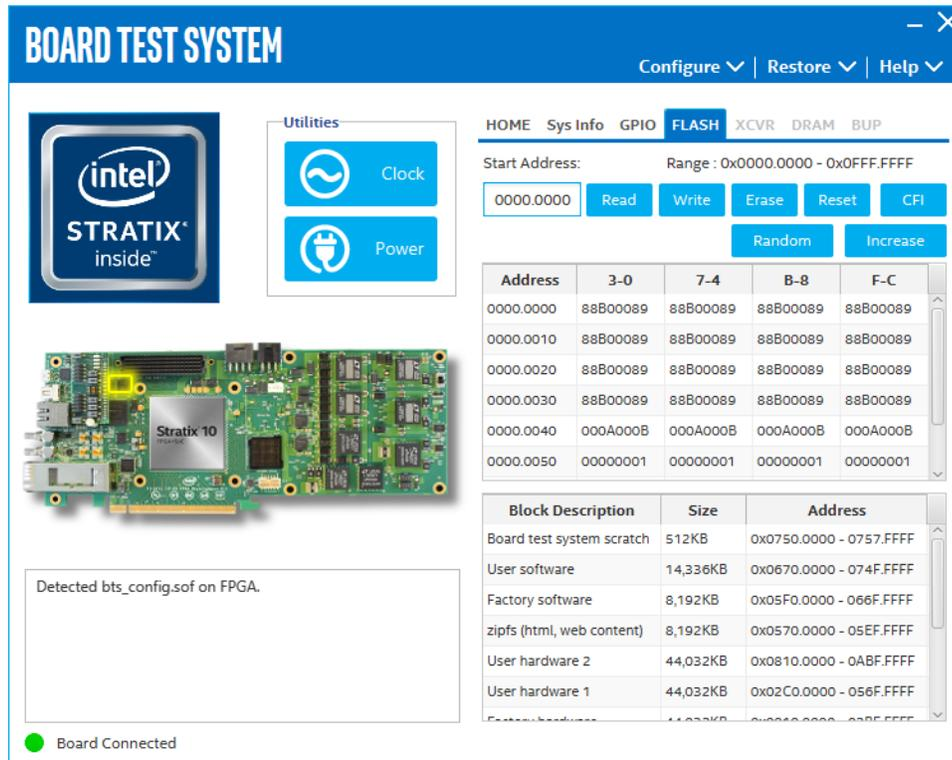 BOARD TEST SYSTEM
Configure | Restore | Help
intel
STRATIX
inside™
Utilities
Clock
Power
HOME Sys Info GPIO FLASH XCVR DRAM BUP
Start Address: Range : 0x0000.0000 - 0x0FFF.FFFF
0000.0000 Read Write Erase Reset CFI
Random Increase
Address 3-0 7-4 B-8 F-C
0000.0000 88B00089 88B00089 88B00089 88B00089
0000.0010 88B00089 88B00089 88B00089 88B00089
0000.0020 88B00089 88B00089 88B00089 88B00089
0000.0030 88B00089 88B00089 88B00089 88B00089
0000.0040 000A000B 000A000B 000A000B 000A000B
0000.0050 00000001 00000001 00000001 00000001
Stratix 10
Block Description Size Address
Board test system scratch 512KB 0x0750.0000 - 0757.FFFF
User software 14,336KB 0x0670.0000 - 074F.FFFF
Factory software 8,192KB 0x05F0.0000 - 066F.FFFF
zipfs (html, web content) 8,192KB 0x0570.0000 - 05EF.FFFF
User hardware 2 44,032KB 0x0810.0000 - 0ABF.FFFF
User hardware 1 44,032KB 0x02C0.0000 - 056F.FFFF
Detected bts_config.sof on FPGA.
Board Connected